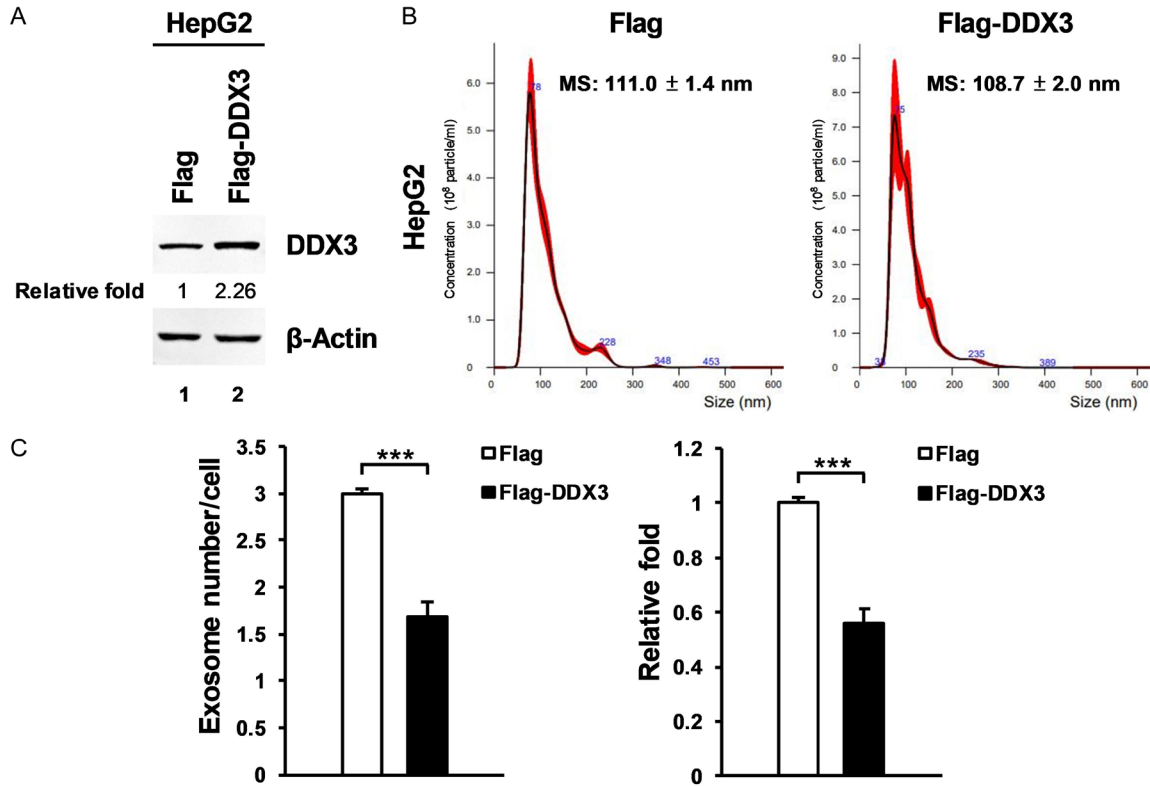 A
HepG2
Flag
Flag-DDX3
DDX3
Relative fold 1 2.26
β-Actin
1 2
B
HepG2
Flag
MS: 111.0 ± 1.4 nm
Concentration (10⁸ particle/ml)
6.0
5.0
4.0
3.0
2.0
1.0
0
78
228
348
453
0 100 200 300 400 500 600
Size (nm)
Flag-DDX3
MS: 108.7 ± 2.0 nm
Concentration (10⁸ particle/ml)
9.0
8.0
7.0
6.0
5.0
4.0
3.0
2.0
1.0
0
235
389
0 100 200 300 400 500 600
Size (nm)
C
Exosome number/cell
3.5
3
2.5
2
1.5
1
0.5
0
***
Flag
Flag-DDX3
Relative fold
1.2
1
0.8
0.6
0.4
0.2
0
***
Flag
Flag-DDX3